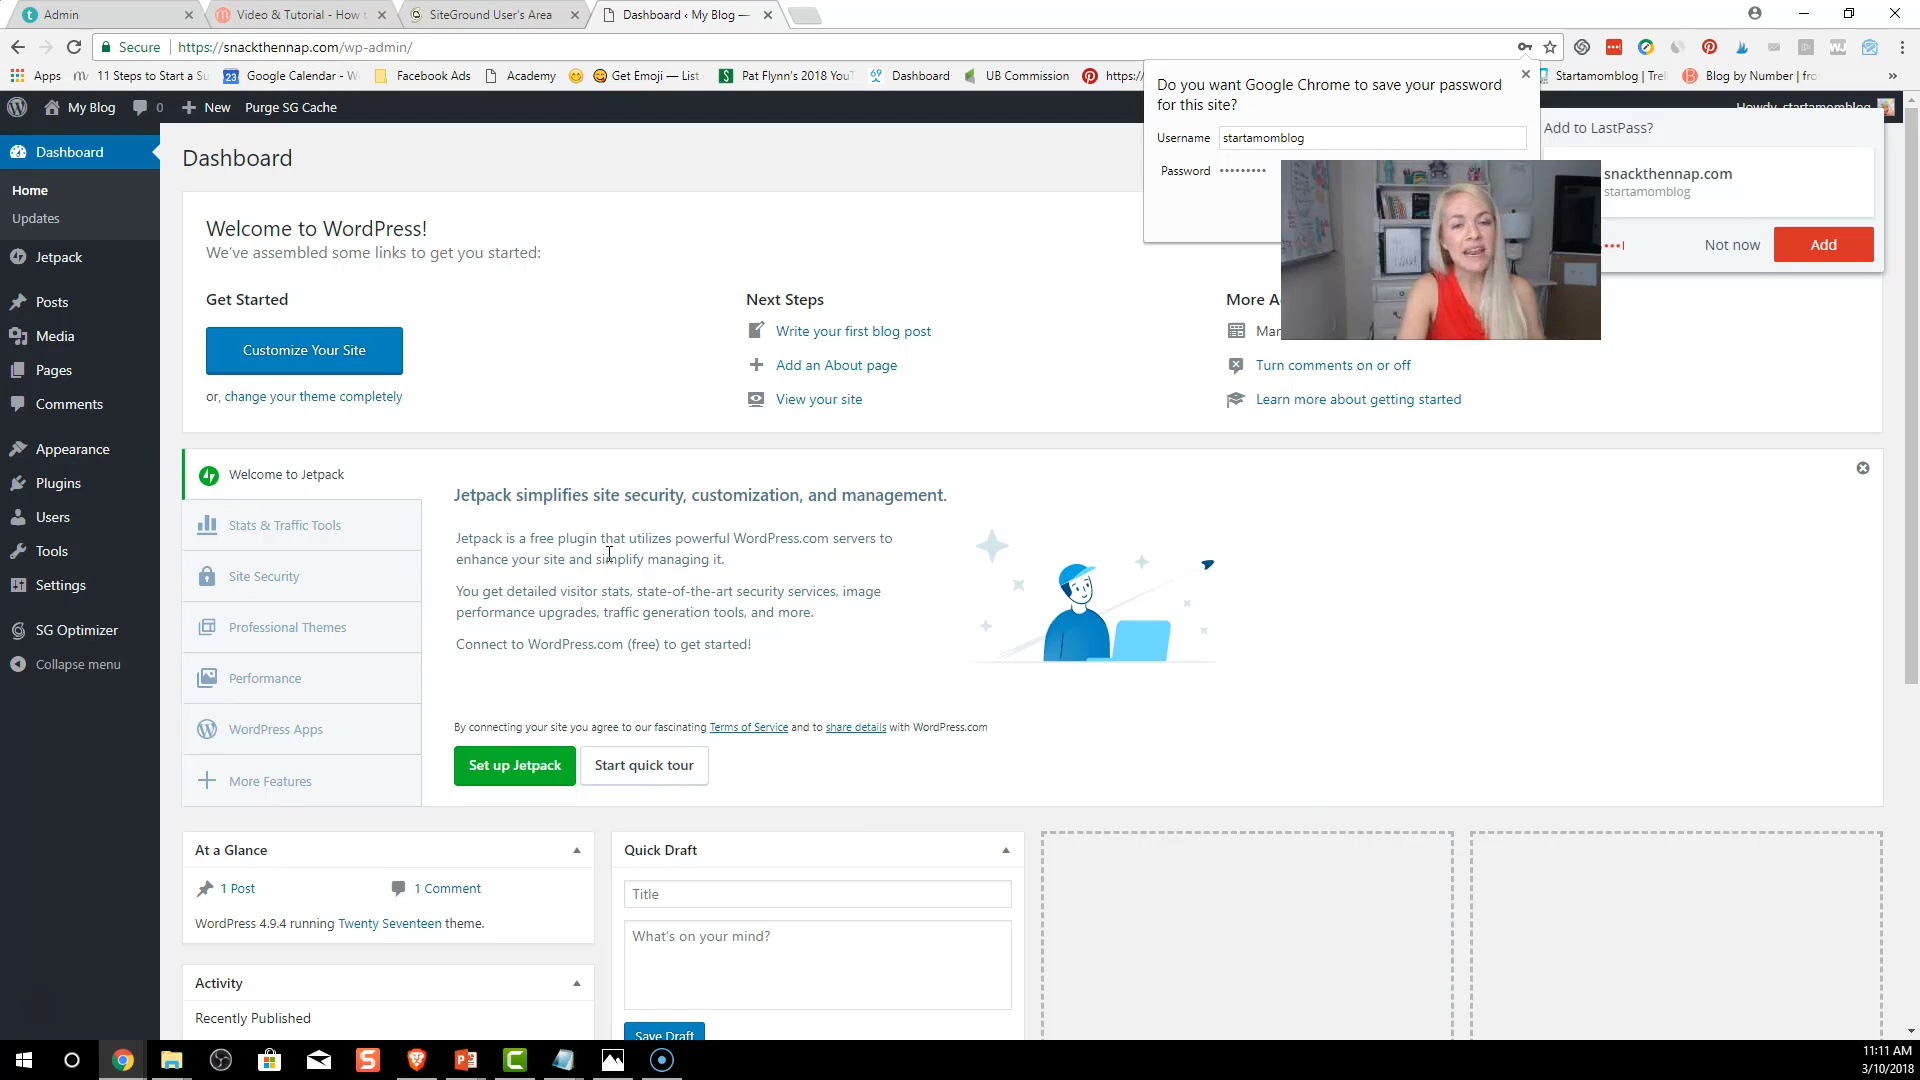 Admin
Video & Tutorial - How t
SiteGround User's Area
Dashboard ‹ My Blog —
Secure
https://snackthennap.com/wp-admin/
Apps
11 Steps to Start a Su
Google Calendar - W
Facebook Ads
Academy
Get Emoji — List
Pat Flynn's 2018 YouT
Dashboard
UB Commission
https:/
Startamomblog | Trel
Blog by Number | fro
»
My Blog
0
New
Purge SG Cache
Howdy, startamomblog
Do you want Google Chrome to save your password
for this site?
Username
startamomblog
Password
Add to LastPass?
snackthennap.com
startamomblog
Not now
Add
Dashboard
Home
Updates
Jetpack
Posts
Media
Pages
Comments
Appearance
Plugins
Users
Tools
Settings
SG Optimizer
Collapse menu
Dashboard
Welcome to WordPress!
We've assembled some links to get you started:
Get Started
Customize Your Site
or, change your theme completely
Next Steps
Write your first blog post
Add an About page
View your site
More A
Mar
Turn comments on or off
Learn more about getting started
Welcome to Jetpack
Stats & Traffic Tools
Site Security
Professional Themes
Performance
WordPress Apps
More Features
Jetpack simplifies site security, customization, and management.
Jetpack is a free plugin that utilizes powerful WordPress.com servers to
enhance your site and simplify managing it.
You get detailed visitor stats, state-of-the-art security services, image
performance upgrades, traffic generation tools, and more.
Connect to WordPress.com (free) to get started!
By connecting your site you agree to our fascinating Terms of Service and to share details with WordPress.com
Set up Jetpack
Start quick tour
At a Glance
1 Post
1 Comment
WordPress 4.9.4 running Twenty Seventeen theme.
Activity
Recently Published
Quick Draft
Title
What's on your mind?
Save Draft
11:11 AM
3/10/2018